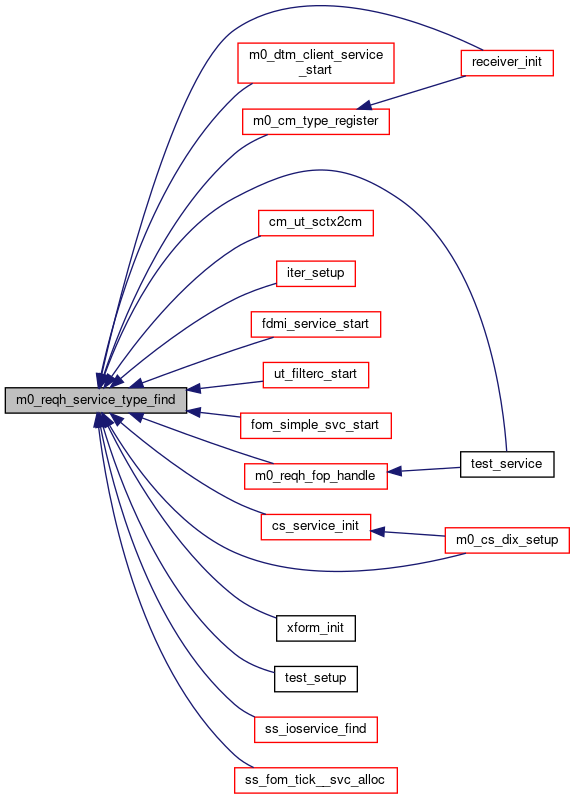 m0_dtm_client_service
_start
receiver_init
m0_cm_type_register
cm_ut_sctx2cm
iter_setup
fdmi_service_start
ut_filterc_start
m0_reqh_service_type_find
fom_simple_svc_start
test_service
m0_reqh_fop_handle
cs_service_init
m0_cs_dix_setup
xform_init
test_setup
ss_ioservice_find
ss_fom_tick__svc_alloc